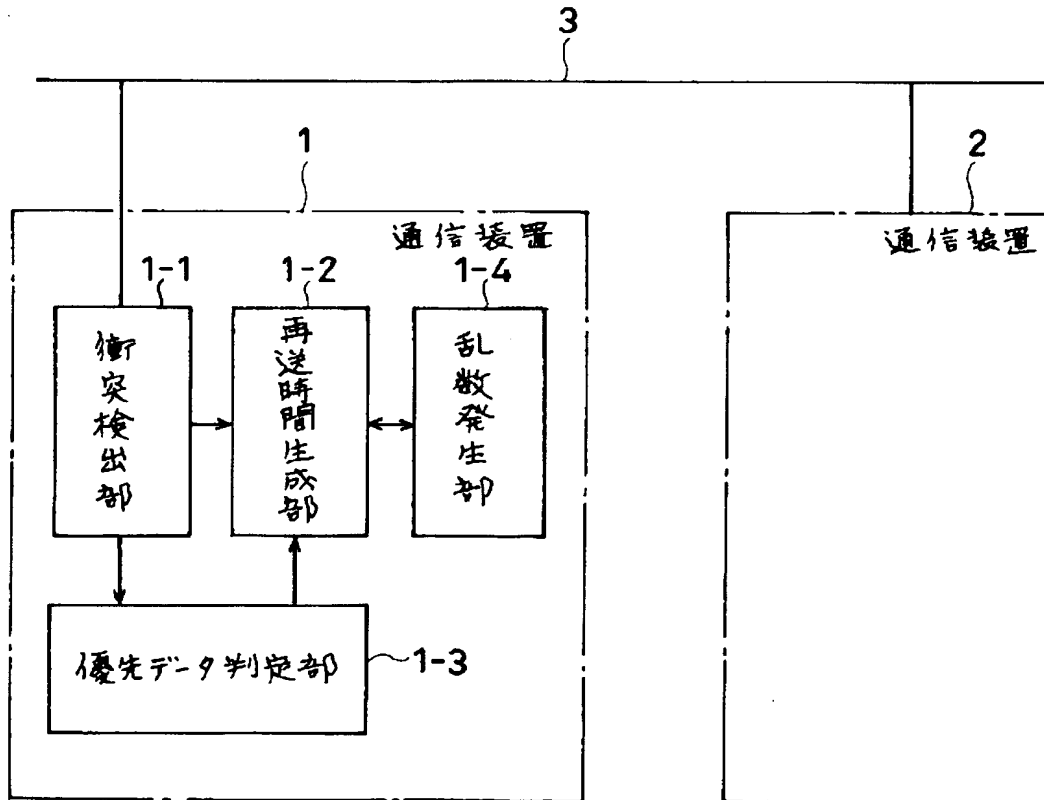 3
1
2
通信装置
通信装置
1-1
1-2
1-4
衝突検出部
再送時間生成部
乱数発生部
優先データ判定部
1-3